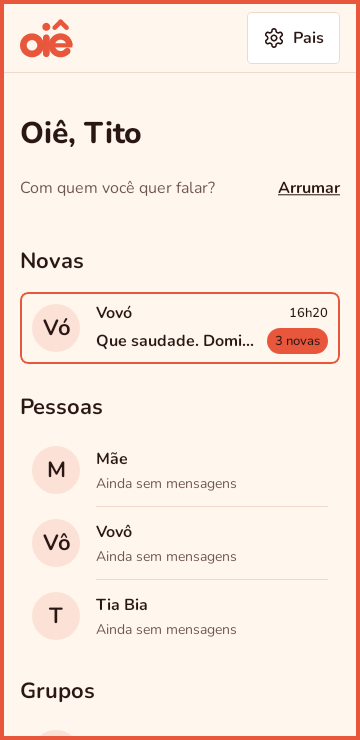 oiê
Pais
Oiê, Tito
Com quem você quer falar?
Arrumar
Novas
Vó
Vovó
16h20
Que saudade. Domi...
3 novas
Pessoas
M
Mãe
Ainda sem mensagens
Vô
Vovô
Ainda sem mensagens
T
Tia Bia
Ainda sem mensagens
Grupos